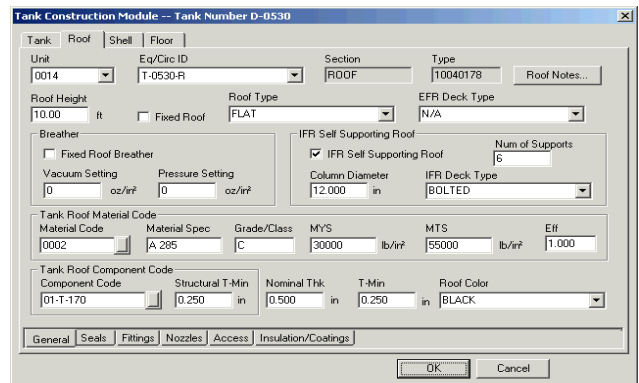 Tank Construction Module -- Tank Number D-0530
Tank Roof Shell Floor
Unit Eq/Circ ID Section Type
0014 T-0530-R ROOF 10040178 Roof Notes...
Roof Height Roof Type EFR Deck Type
10.00 ft Fixed Roof FLAT N/A
Breather IFR Self Supporting Roof
Fixed Roof Breather IFR Self Supporting Roof Num of Supports
6
Vacuum Setting Pressure Setting Column Diameter IFR Deck Type
0 oz/in² 0 oz/in² 12.000 in BOLTED
Tank Roof Material Code
Material Code Material Spec Grade/Class MYS MTS Eff
0002 A 285 C 30000 lb/in² 55000 lb/in² 1.000
Tank Roof Component Code
Component Code Structural T-Min Nominal Thk T-Min Roof Color
01-T-170 0.250 in 0.500 in 0.250 in BLACK
General Seals Fittings Nozzles Access Insulation/Coatings
OK Cancel